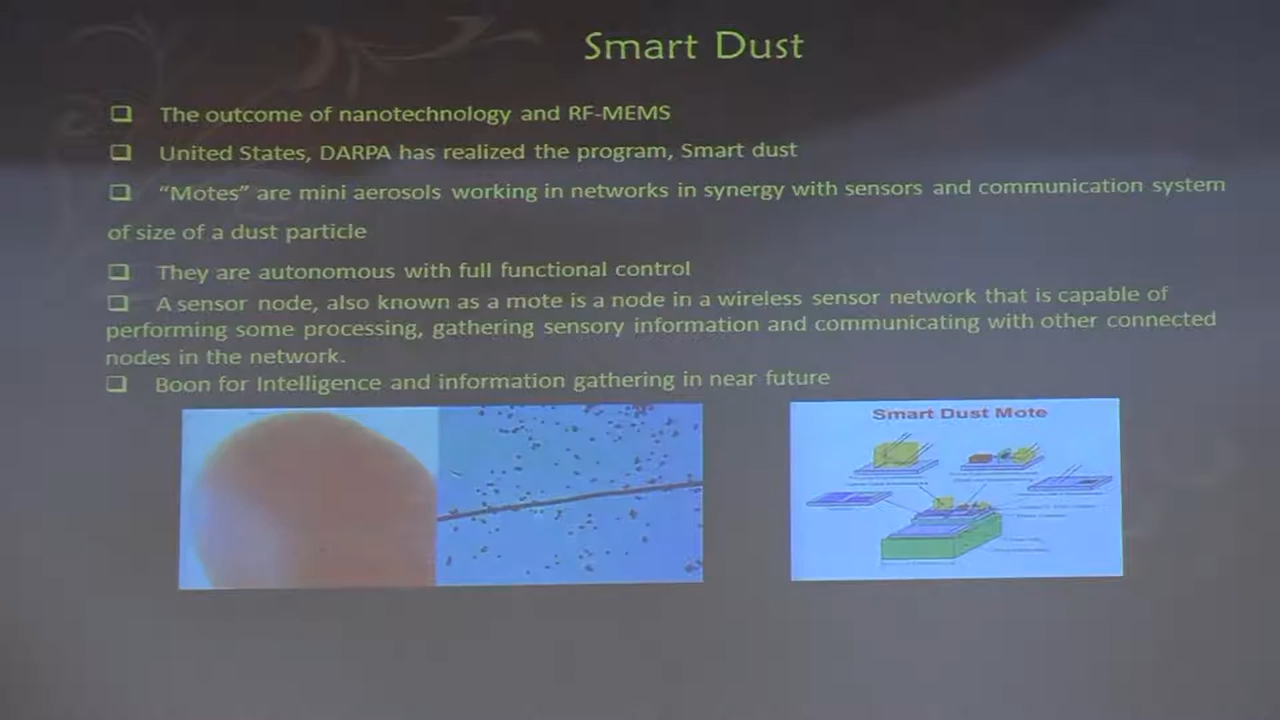 Smart Dust
❑ The outcome of nanotechnology and RF-MEMS
❑ United States, DARPA has realized the program, Smart dust
❑ “Motes” are mini aerosols working in networks in synergy with sensors and communication system
of size of a dust particle
❑ They are autonomous with full functional control
❑ A sensor node, also known as a mote is a node in a wireless sensor network that is capable of
performing some processing, gathering sensory information and communicating with other connected
nodes in the network.
❑ Boon for Intelligence and information gathering in near future
Smart Dust Mote